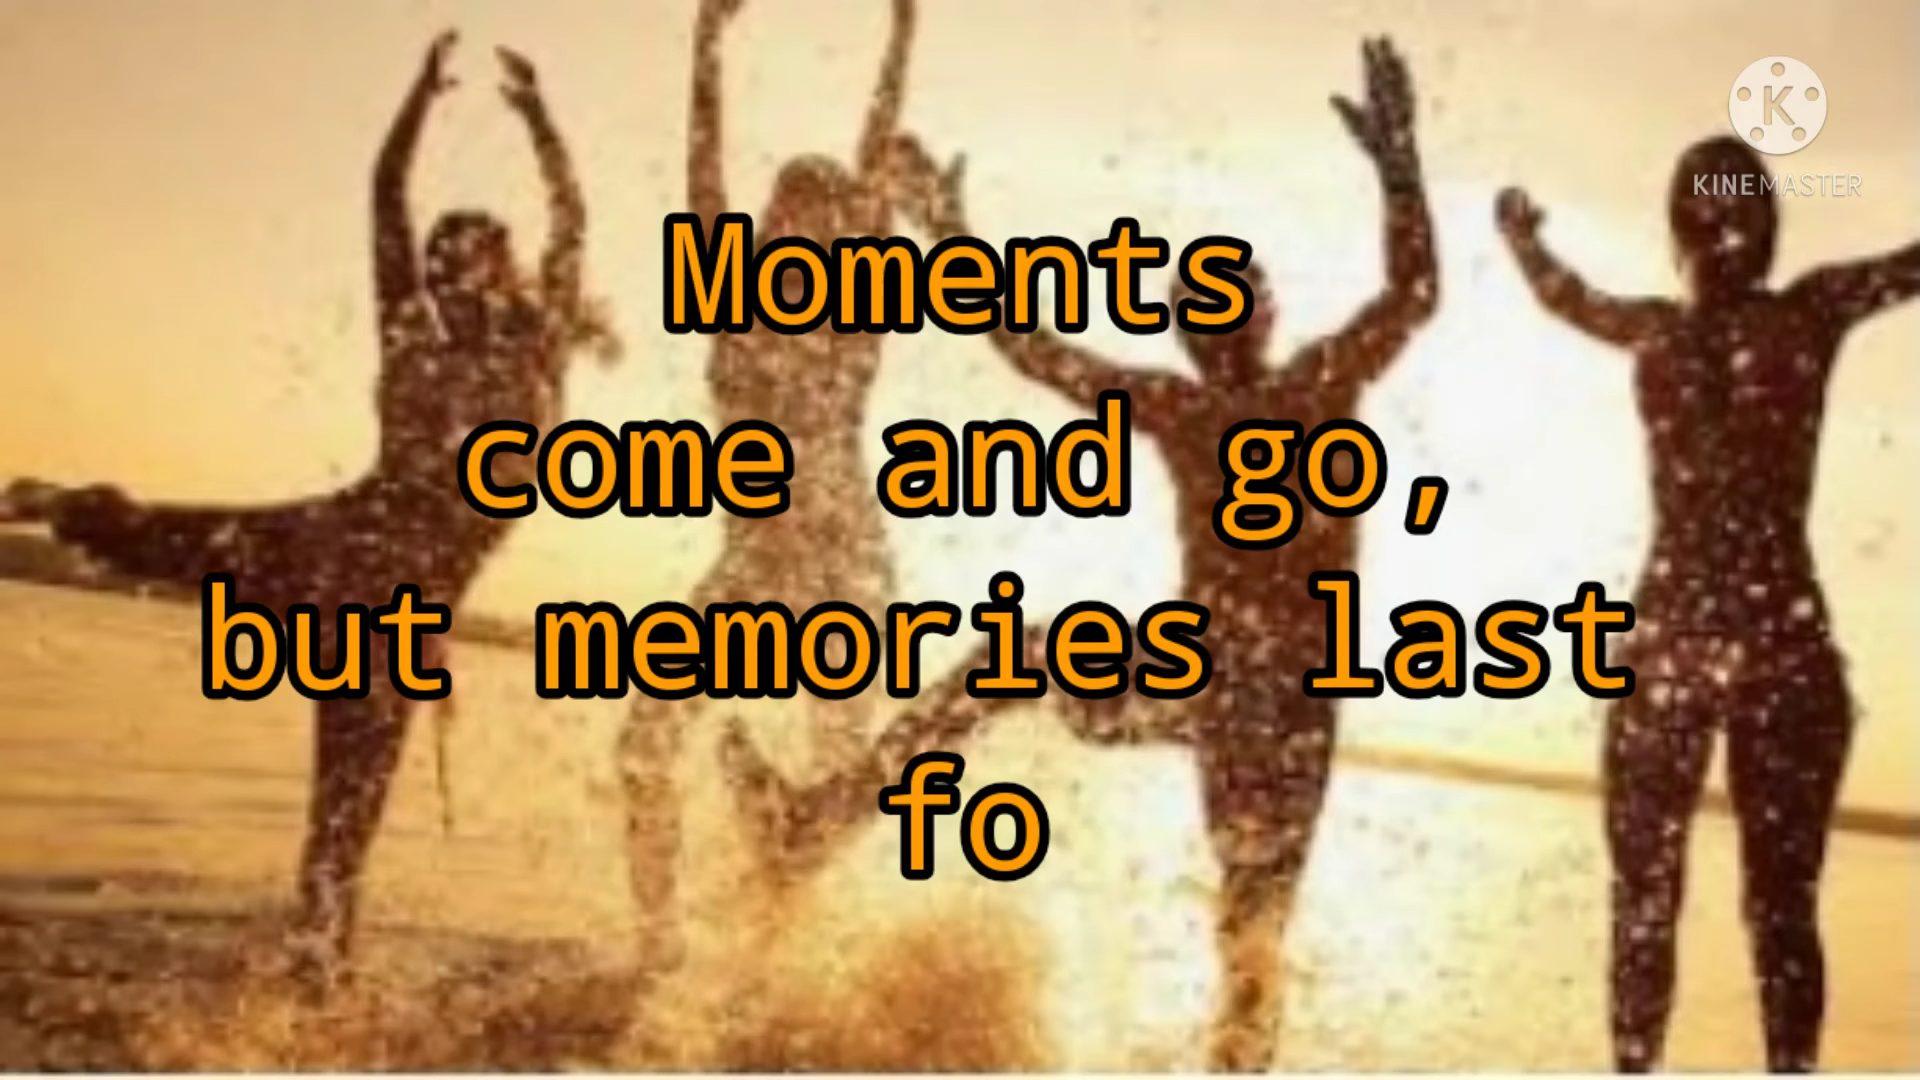 K
KINEMASTER
Moments
come and go,
but memories last
fo